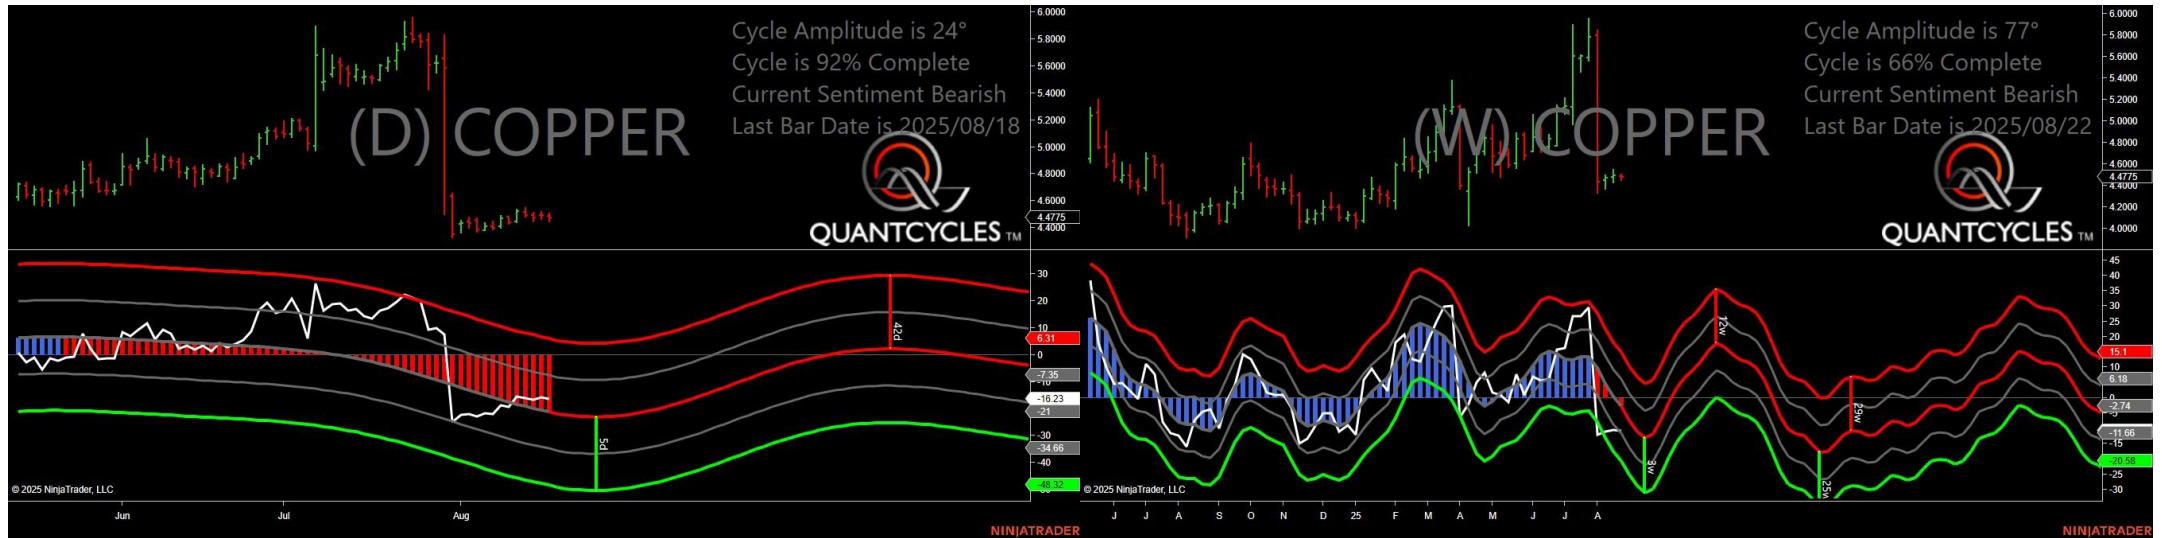 Cycle Amplitude is 24°
Cycle is 92% Complete
Current Sentiment Bearish
Last Bar Date is 2025/08/18
(D) COPPER
QUANTCYCLES TM
6.0000
5.8000
5.6000
5.4000
5.2000
5.0000
4.8000
4.6000
4.4775
4.4000
42d
5d
30
20
10
6.31
0
-7.35
-10
-16.23
-21
-30
-34.66
-40
-48.32
© 2025 NinjaTrader, LLC
Jun Jul Aug
NINJATRADER
Cycle Amplitude is 77°
Cycle is 66% Complete
Current Sentiment Bearish
Last Bar Date is 2025/08/22
(W) COPPER
QUANTCYCLES TM
6.0000
5.8000
5.6000
5.4000
5.2000
5.0000
4.8000
4.6000
4.4775
4.4000
4.2000
4.0000
12w
29w
25w
45
40
35
30
25
20
15.1
10
6.18
0
-2.74
-5
-11.66
-15
-20.58
-25
-30
© 2025 NinjaTrader, LLC
J J A S O N D 25 F M A M J J A
NINJATRADER